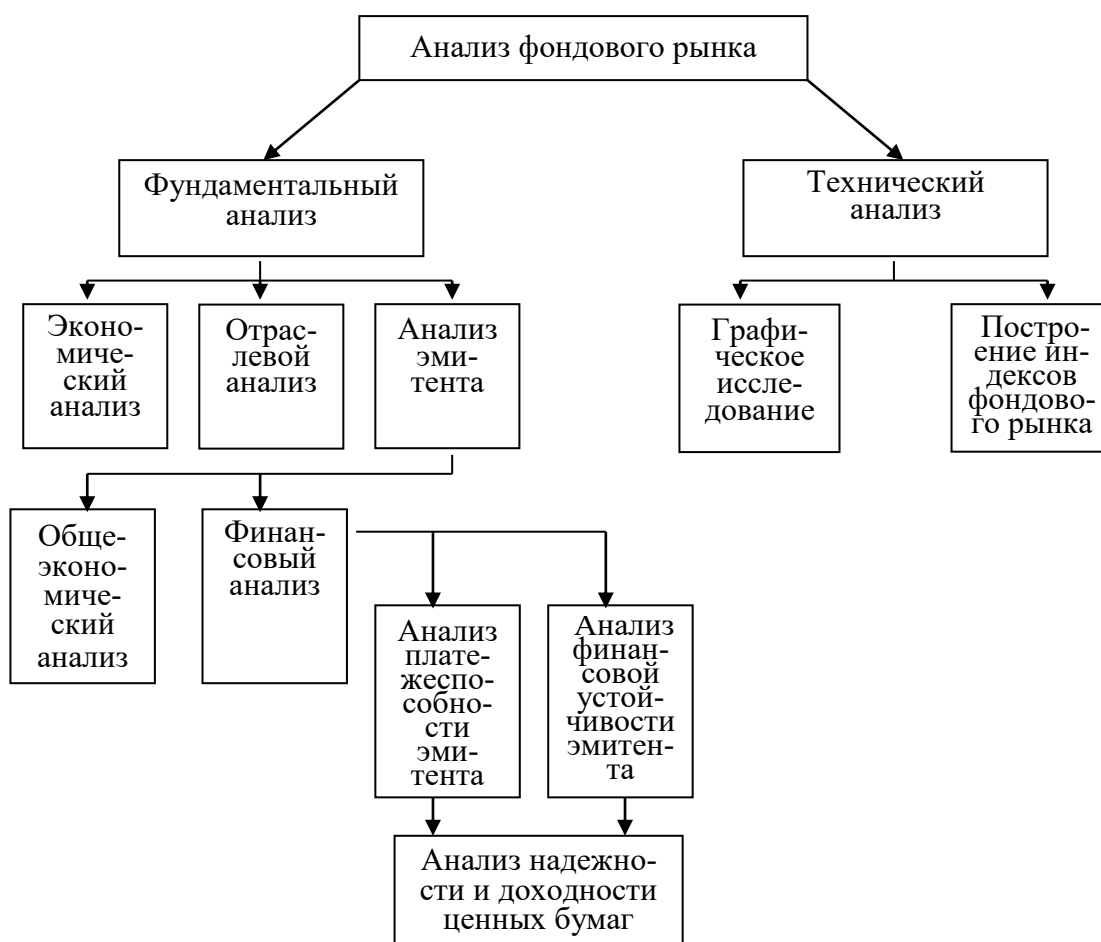 Анализ фондового рынка
Фундаментальный
анализ
Технический
анализ
Эконо-
миче-
ский
анализ
Отрас-
левой
анализ
Анализ
эми-
тента
Графи-
ческое
иссле-
дование
Построе-
ение ин-
дексов
фондово-
го рынка
Обще-
эконо-
миче-
ский
анализ
Финан-
совый
анализ
Анализ
плате-
жеспо-
собно-
сти
эми-
тента
Анализ
финан-
совой
устой-
чивости
эмитен-
та
Анализ надежно-
сти и доходности
ценных бумаг